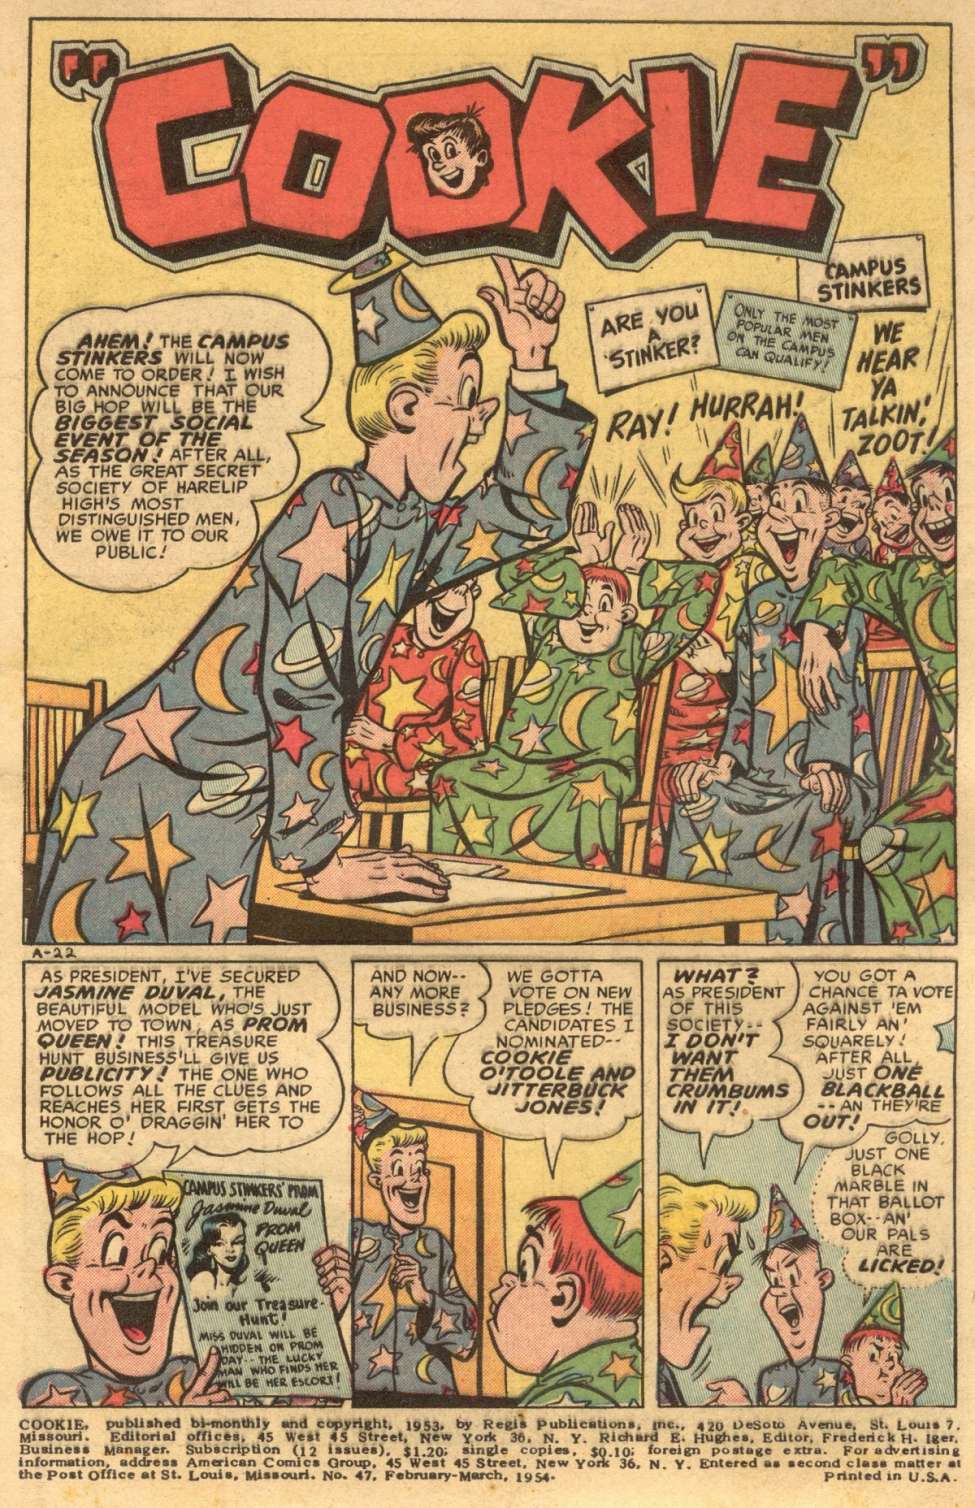 "COOKIE"
AHEM! THE CAMPUS
STINKERS WILL NOW
COME TO ORDER! I WISH
TO ANNOUNCE THAT OUR
BIG HOP WILL BE THE
BIGGEST SOCIAL
EVENT OF THE
SEASON! AFTER ALL,
AS THE GREAT SECRET
SOCIETY OF HARELIP
HIGH'S MOST
DISTINGUISHED MEN,
WE OWE IT TO OUR
PUBLIC!
ARE YOU
A
"STINKER?
ONLY THE MOST
POPULAR MEN
ON THE CAMPUS
CAN QUALIFY!
CAMPUS
STINKERS
RAY!
HURRAH!
WE
HEAR
YA
TALKIN',
ZOOT!
A-22
AS PRESIDENT, I'VE SECURED
JASMINE DUVAL, THE
BEAUTIFUL MODEL WHO'S JUST
MOVED TO TOWN, AS PROM
QUEEN! THIS TREASURE
HUNT BUSINESS'LL GIVE US
PUBLICITY! THE ONE WHO
FOLLOWS ALL THE CLUES AND
REACHES HER FIRST GETS THE
HONOR O' DRAGGIN' HER TO
THE HOP!
CAMPUS STINKERS' PROM
Jasmine Duval
PROM
QUEEN
Join our Treasure-
Hunt!
MISS DUVAL WILL BE
HIDDEN ON PROM
DAY--THE LUCKY
MAN WHO FINDS HER
WILL BE HER ESCORT!
AND NOW--
ANY MORE
BUSINESS?
WE GOTTA
VOTE ON NEW
PLEDGES! THE
CANDIDATES I
NOMINATED--
COOKIE
O'TOOLE AND
JITTERBUCK
JONES!
WHAT?
AS PRESIDENT
OF THIS
SOCIETY--
I DON'T
WANT
THEM
CRUMBUMS
IN IT!
YOU GOT A
CHANCE TA VOTE
AGAINST 'EM
FAIRLY AN'
SQUARELY!
AFTER ALL,
JUST ONE
BLACKBALL
--AN THEY'RE
OUT!
GOLLY,
JUST ONE
BLACK
MARBLE IN
THAT BALLOT
BOX--AN'
OUR PALS
ARE
LICKED!
COOKIE, published bi-monthly and copyright, 1953, by Regis Publications, Inc., 420 DeSoto Avenue, St. Louis 7,
Missouri. Editorial offices, 45 West 45 Street, New York 36, N. Y. Richard E. Hughes, Editor, Frederick H. Iger,
Business Manager. Subscription (12 issues), $1.20; single copies, $0.10; foreign postage extra. For advertising
information, address American Comics Group, 45 West 45 Street, New York 36, N. Y. Entered as second class matter at
the Post Office at St. Louis, Missouri. No. 47, February-March, 1954. Printed in U.S.A.